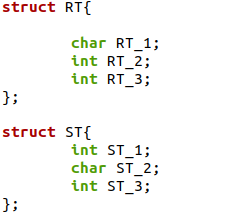 struct RT{
char RT_1;
int RT_2;
int RT_3;
};
struct ST{
int ST_1;
char ST_2;
int ST_3;
};